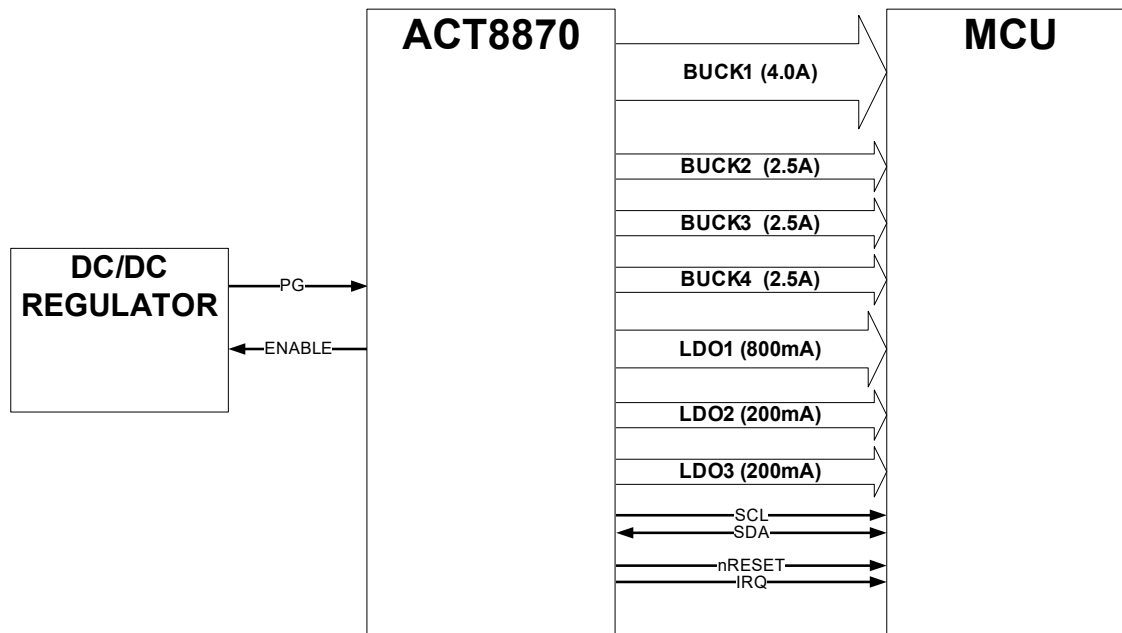 ACT8870
MCU
BUCK1 (4.0A)
BUCK2 (2.5A)
BUCK3 (2.5A)
BUCK4 (2.5A)
DC/DC
REGULATOR
PG
ENABLE
LDO1 (800mA)
LDO2 (200mA)
LDO3 (200mA)
SCL
SDA
nRESET
IRQ